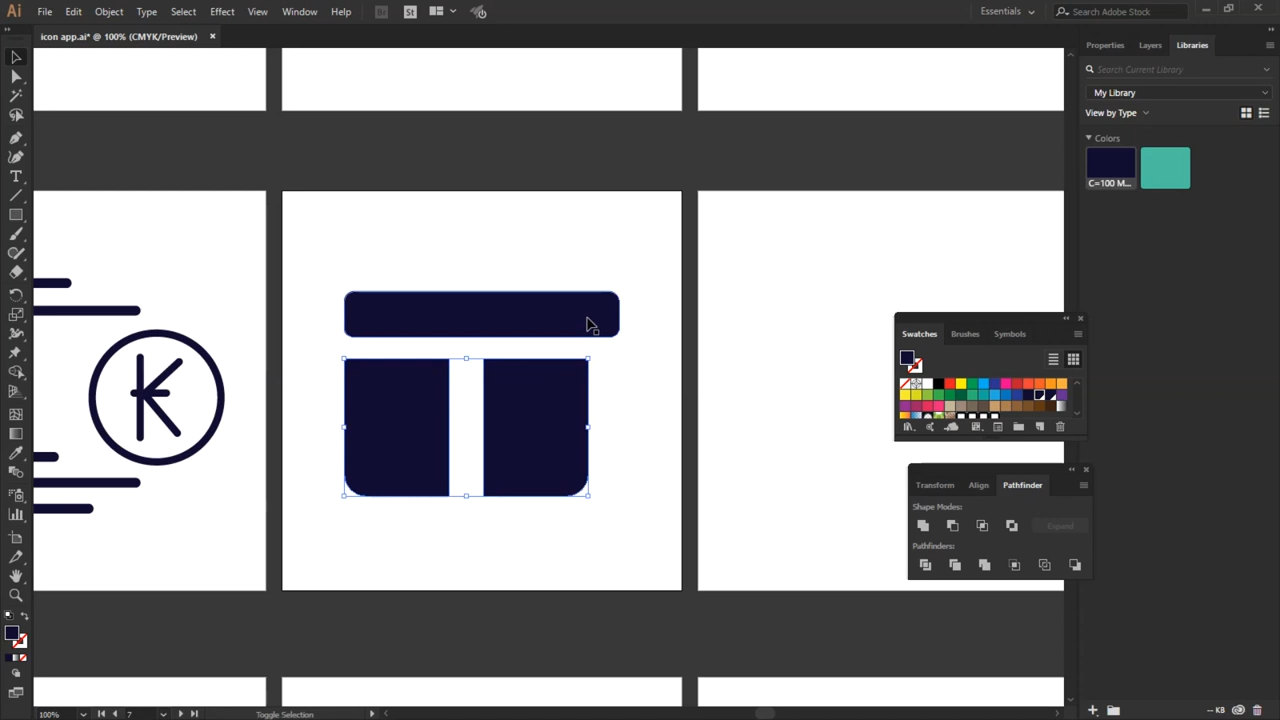 Ai File Edit Object Type Select Effect View Window Help Br St Essentials Search Adobe Stock
icon app.ai* @ 100% (CMYK/Preview)
Properties Layers Libraries
Search Current Library
My Library
View by Type
Colors
C=100 M...
Swatches Brushes Symbols
Transform Align Pathfinder
Shape Modes:
Expand
Pathfinders:
100% 7 Toggle Selection -- KB